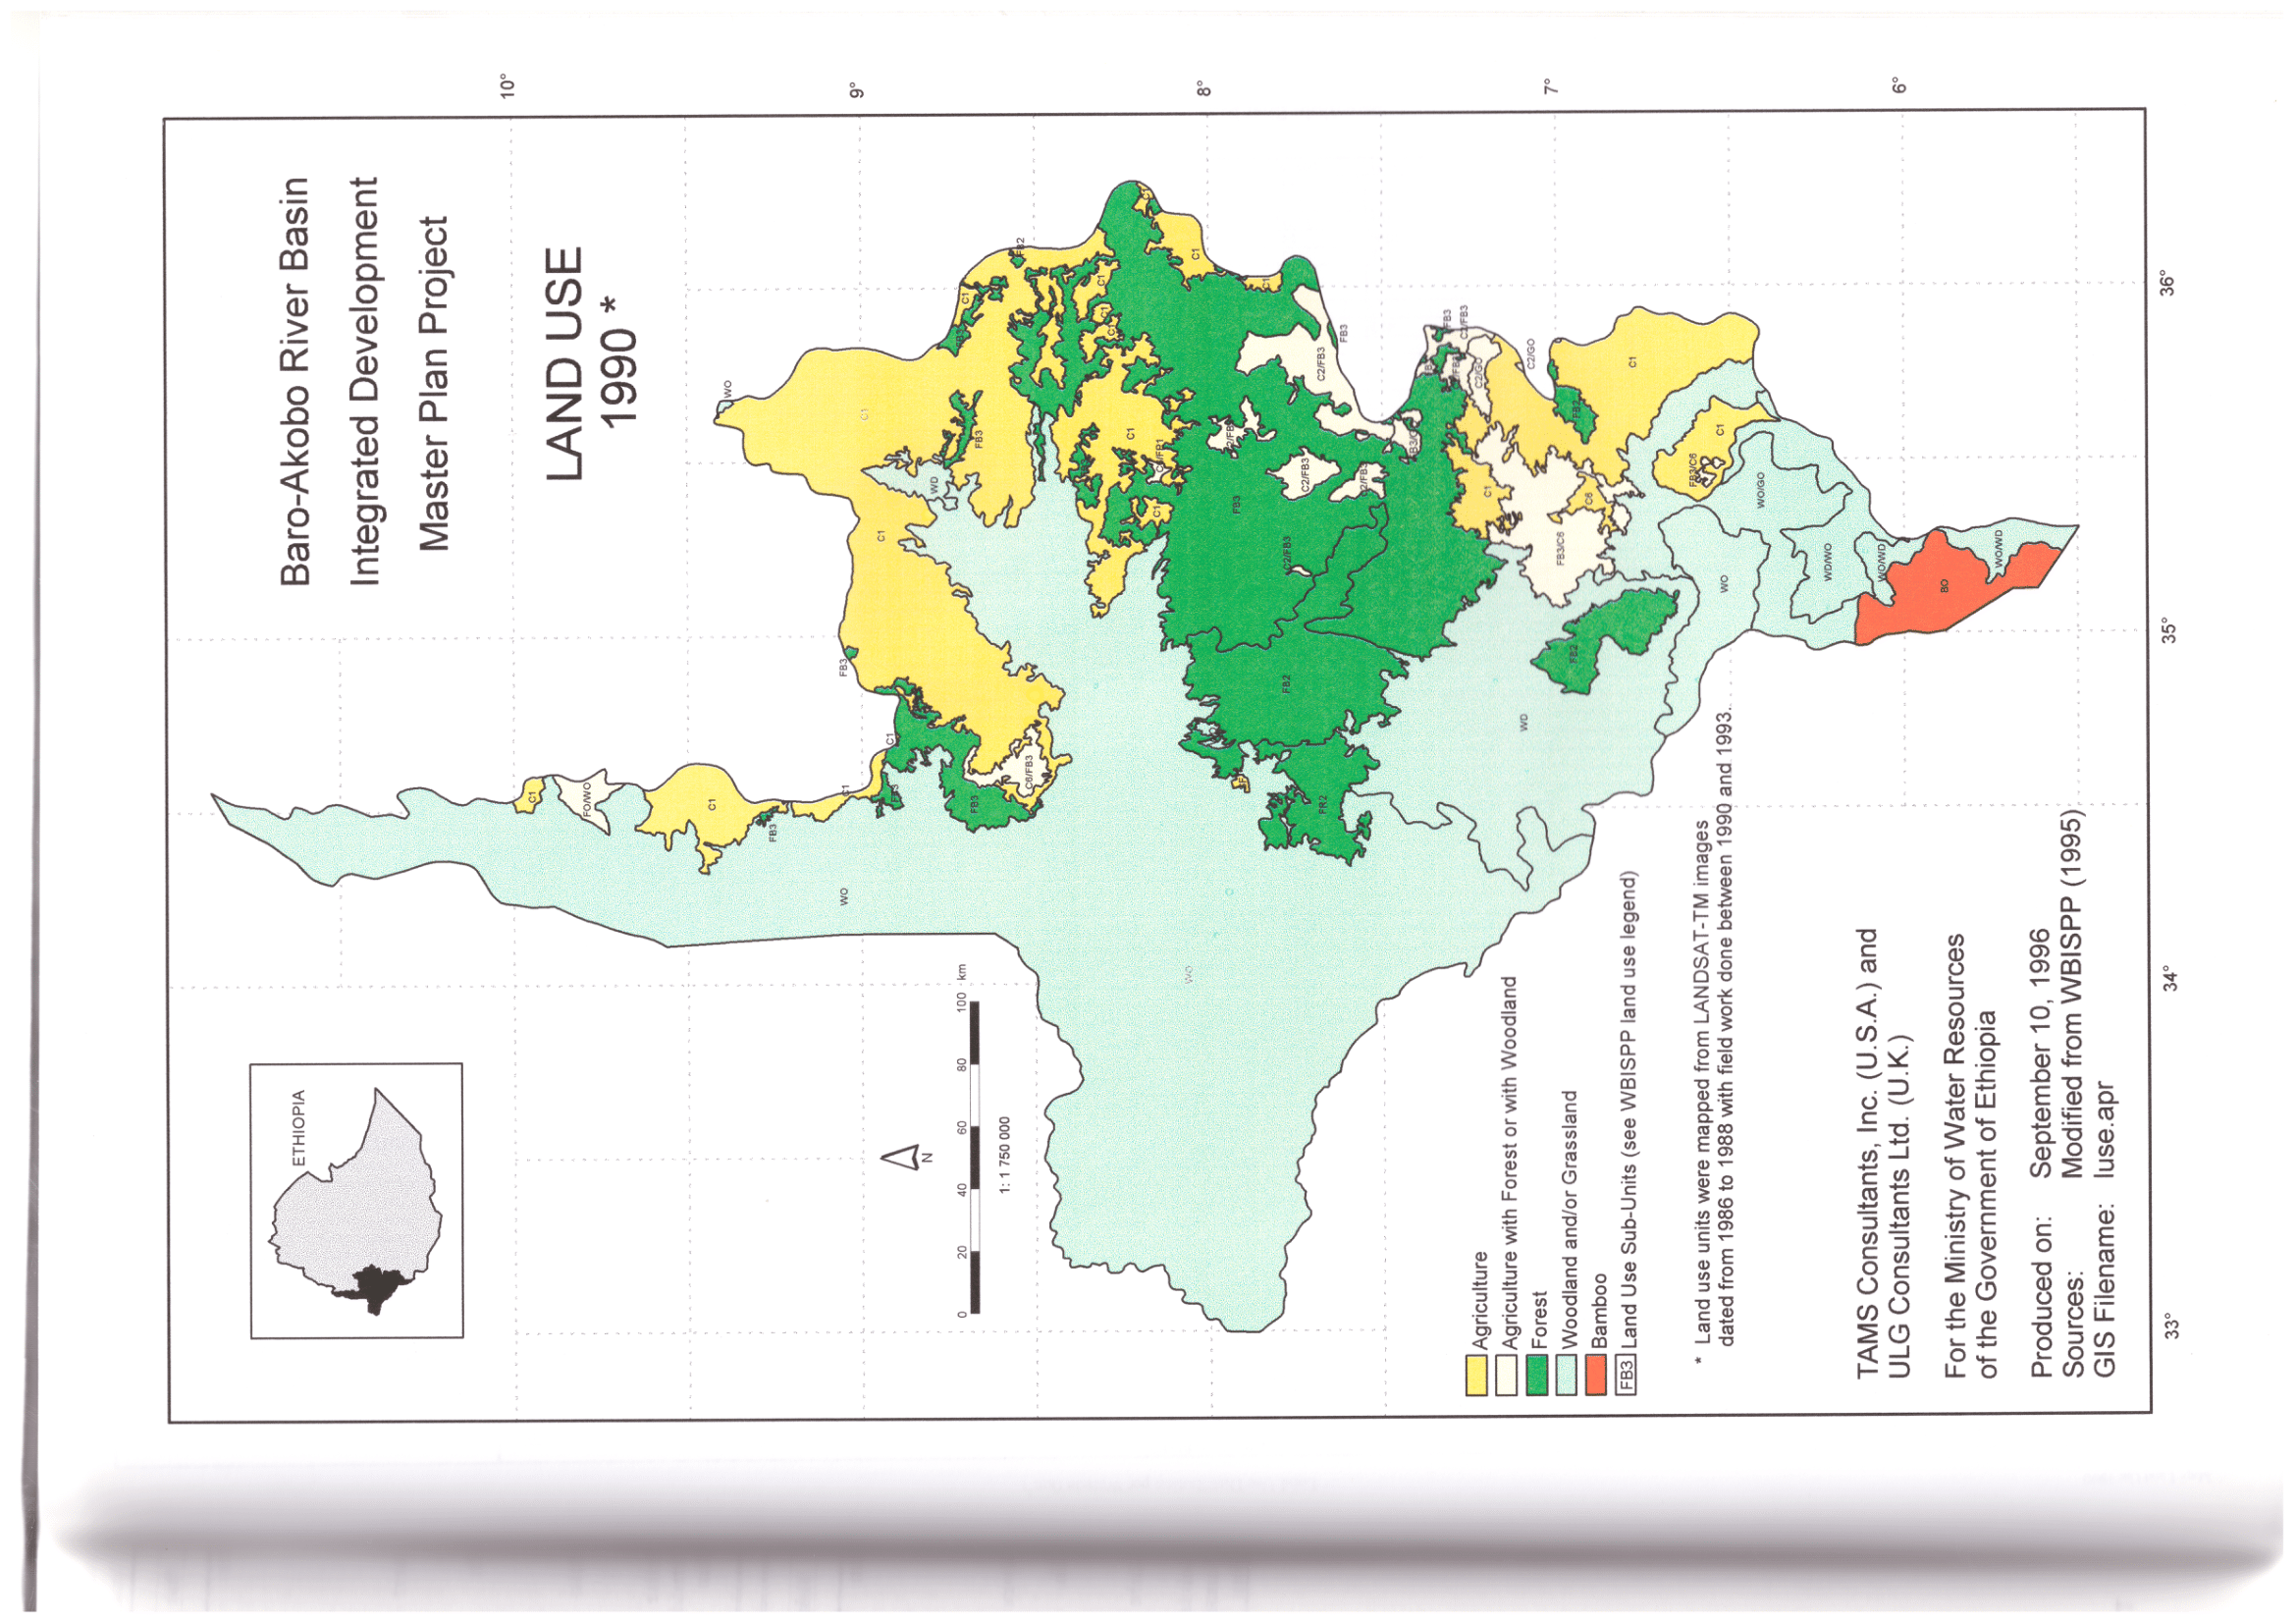 Baro-Akobo River Basin
Integrated Development
Master Plan Project
LAND USE
1990 *
ETHIOPIA
10°
9°
8°
7°
6°
36°
35°
34°
33°
WO
FB2
C1
C1
FB3
C1
C1
C1
C1
C1
C1
C1
FB3
WD
C1
C1
C1
FB3
C2/FB3
FB3
C2/FB3
C2/GO
C2/GO
C1
FB2
FB3
C2/FB3
C2/FB3
C1
C6
FB3/C6
FB3/C6
C1
WO/GO
WD/WO
WO/WD
WO/WD
BO
WO
FB2
FB2
WD
FB3
C1
FB3
C6/FB3
C1
C1
FO/WO
C1
FB3
WO
WO
0 20 40 60 80 100 km
N
1: 1 750 000
Agriculture
Agriculture with Forest or with Woodland
Forest
Woodland and/or Grassland
Bamboo
FB3 Land Use Sub-Units (see WBISPP land use legend)
* Land use units were mapped from LANDSAT-TM images
dated from 1986 to 1988 with field work done between 1990 and 1993.
TAMS Consultants, Inc. (U.S.A.) and
ULG Consultants Ltd. (U.K.)
For the Ministry of Water Resources
of the Government of Ethiopia
Produced on: September 10, 1996
Sources: Modified from WBISPP (1995)
GIS Filename: luse.apr